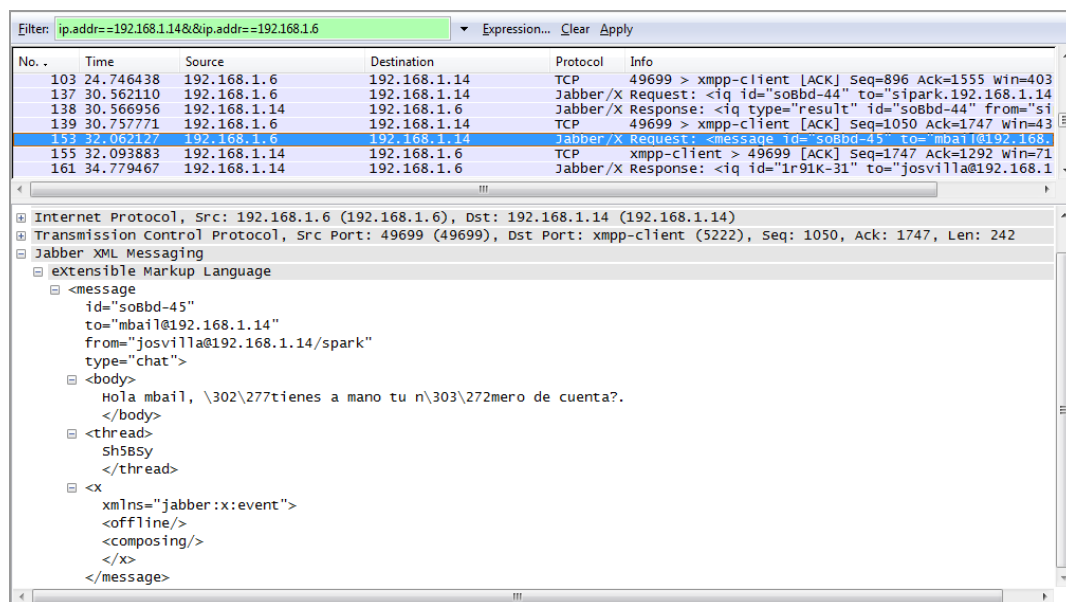 Filter: ip.addr==192.168.1.14&&ip.addr==192.168.1.6 Expression... Clear Apply
No. . Time Source Destination Protocol Info
103 24.746438 192.168.1.6 192.168.1.14 TCP 49699 > xmpp-client [ACK] Seq=896 Ack=1555 Win=403
137 30.562110 192.168.1.6 192.168.1.14 Jabber/X Request: <iq id="soBbd-44" to="sipark.192.168.1.14
138 30.566956 192.168.1.14 192.168.1.6 Jabber/X Response: <iq type="result" id="soBbd-44" from="si
139 30.757771 192.168.1.6 192.168.1.14 TCP 49699 > xmpp-client [ACK] Seq=1050 Ack=1747 Win=43
153 32.062127 192.168.1.6 192.168.1.14 Jabber/X Request: <message id="soBbd-45" to="mbail@192.168.
155 32.093883 192.168.1.14 192.168.1.6 TCP xmpp-client > 49699 [ACK] Seq=1747 Ack=1292 Win=71
161 34.779467 192.168.1.14 192.168.1.6 Jabber/X Response: <iq id="1r91K-31" to="josvilla@192.168.1
Internet Protocol, Src: 192.168.1.6 (192.168.1.6), Dst: 192.168.1.14 (192.168.1.14)
Transmission Control Protocol, Src Port: 49699 (49699), Dst Port: xmpp-client (5222), Seq: 1050, Ack: 1747, Len: 242
Jabber XML Messaging
eXtensible Markup Language
<message
id="soBbd-45"
to="mbail@192.168.1.14"
from="josvilla@192.168.1.14/spark"
type="chat">
<body>
Hola mbail, \302\277tienes a mano tu n\303\272mero de cuenta?.
</body>
<thread>
Sh5BSy
</thread>
<x
xmlns="jabber:x:event">
<offline/>
<composing/>
</x>
</message>